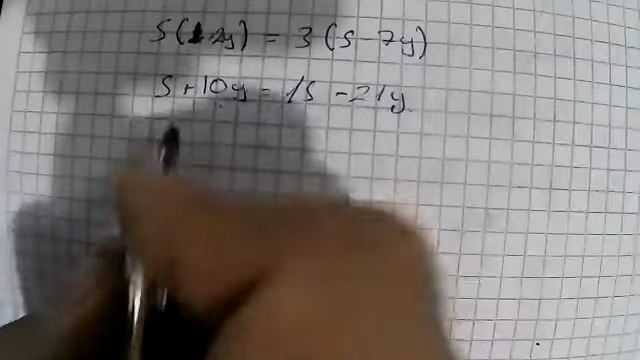 5(1+2y) = 3(5-7y)
5+10y = 15-21y